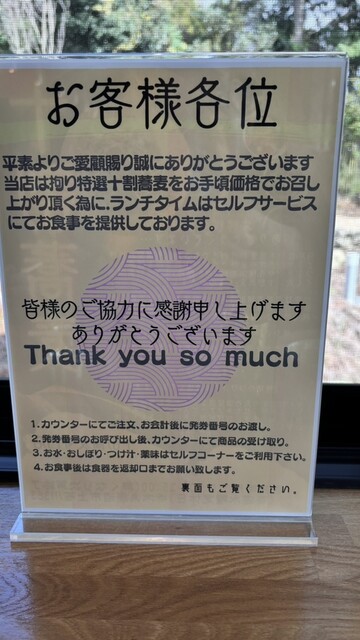 お客様各位
平素よりご愛顧賜り誠にありがとうございます
当店は拘り特選十割蕎麦をお手頃価格でお召し
上がり頂く為に、ランチタイムはセルフサービス
にてお食事を提供しております。
皆様のご協力に感謝申し上げます
ありがとうございます
Thank you so much
1.カウンターにてご注文、お会計後に発券番号のお渡し。
2.発券番号のお呼び出し後、カウンターにて商品の受け取り。
3.お水・おしぼり・つけ汁・薬味はセルフコーナーをご利用下さい。
4.お食事後は食器を返却口までお願い致します。
裏面もご覧ください。